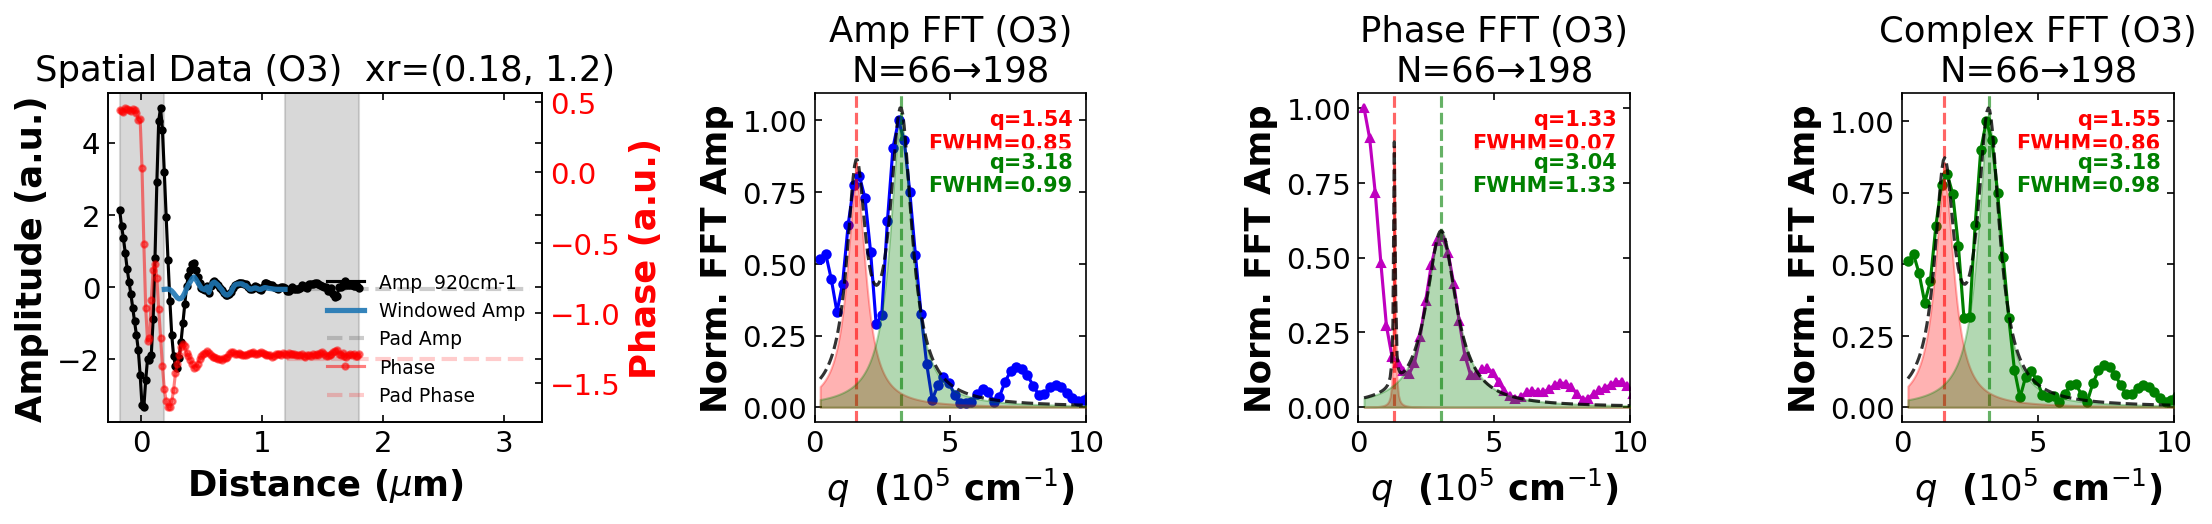 Spatial Data (O3)  xr=(0.18, 1.2)
Amplitude (a.u.)
4
2
0
−2
0
1
2
3
Distance (μm)
0.5
0.0
−0.5
−1.0
−1.5
Phase (a.u.)
Amp  920cm-1
Windowed Amp
Pad Amp
Phase
Pad Phase
Amp FFT (O3)
N=66→198
Norm. FFT Amp
1.00
0.75
0.50
0.25
0.00
q=1.54
FWHM=0.85
q=3.18
FWHM=0.99
0
5
10
q (10⁵ cm⁻¹)
Phase FFT (O3)
N=66→198
Norm. FFT Amp
1.00
0.75
0.50
0.25
0.00
q=1.33
FWHM=0.07
q=3.04
FWHM=1.33
0
5
10
q (10⁵ cm⁻¹)
Complex FFT (O3)
N=66→198
Norm. FFT Amp
1.00
0.75
0.50
0.25
0.00
q=1.55
FWHM=0.86
q=3.18
FWHM=0.98
0
5
10
q (10⁵ cm⁻¹)